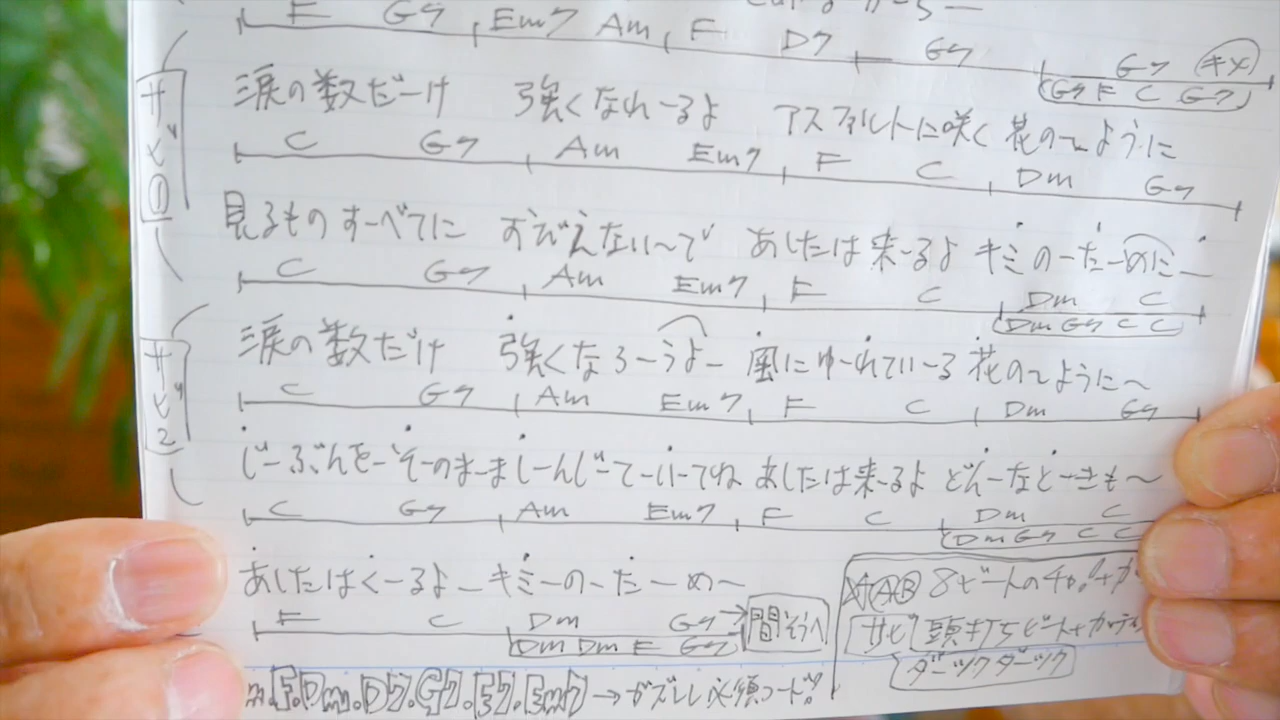 F G7 Em7 Am F D7 G7 G7 キメ
G7 F C G7
サビ①
涙の数だーけ 強くなれーるよ アスファルトに咲く 花の〜ように
C G7 Am Em7 F C Dm G7
見るもの すーべてに おびえない〜で あしたは 来ーるよ キミ のーたーめにー
C G7 Am Em7 F C Dm C
Dm G7 C C
サビ2
涙の数だけ 強くなろーうよー 風にゆーれているー 花の〜ように〜
C G7 Am Em7 F C Dm G7
じーぶんをーそーのまーま しーんじーてーいーてね あしたは来ーるよ どんーなとーきも〜
C G7 Am Em7 F C Dm C
Dm G7 C C
あしたはくーるよー キミーのーたーめ〜
F C Dm G7 → 間そうへ
Dm Dm E G7
AB 8ビートの
サビ 頭打ち ビート+カッティ
ダーツクダーツク
F. Dm. D7. G7. E7. Em7 → ガズレレ必須コード!!